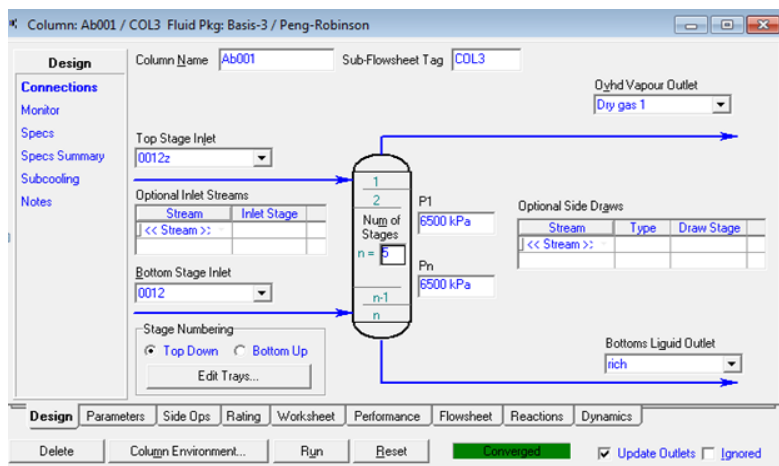 Column: Ab001 / COL3 Fluid Pkg: Basis-3 / Peng-Robinson
Design
Connections
Monitor
Specs
Specs Summary
Subcooling
Notes
Column Name Ab001 Sub-Flowsheet Tag COL3
Ovhd Vapour Outlet
Dry gas 1
Top Stage Inlet
0012z
Optional Inlet Streams
Stream Inlet Stage
<< Stream >>
Bottom Stage Inlet
0012
Stage Numbering
Top Down Bottom Up
Edit Trays...
1
2
Num of
Stages
n = 5
n-1
n
P1
6500 kPa
Pn
6500 kPa
Optional Side Draws
Stream Type Draw Stage
<< Stream >>
Bottoms Liquid Outlet
rich
Design Parameters Side Ops Rating Worksheet Performance Flowsheet Reactions Dynamics
Delete Column Environment... Run Reset Converged Update Outlets Ignored